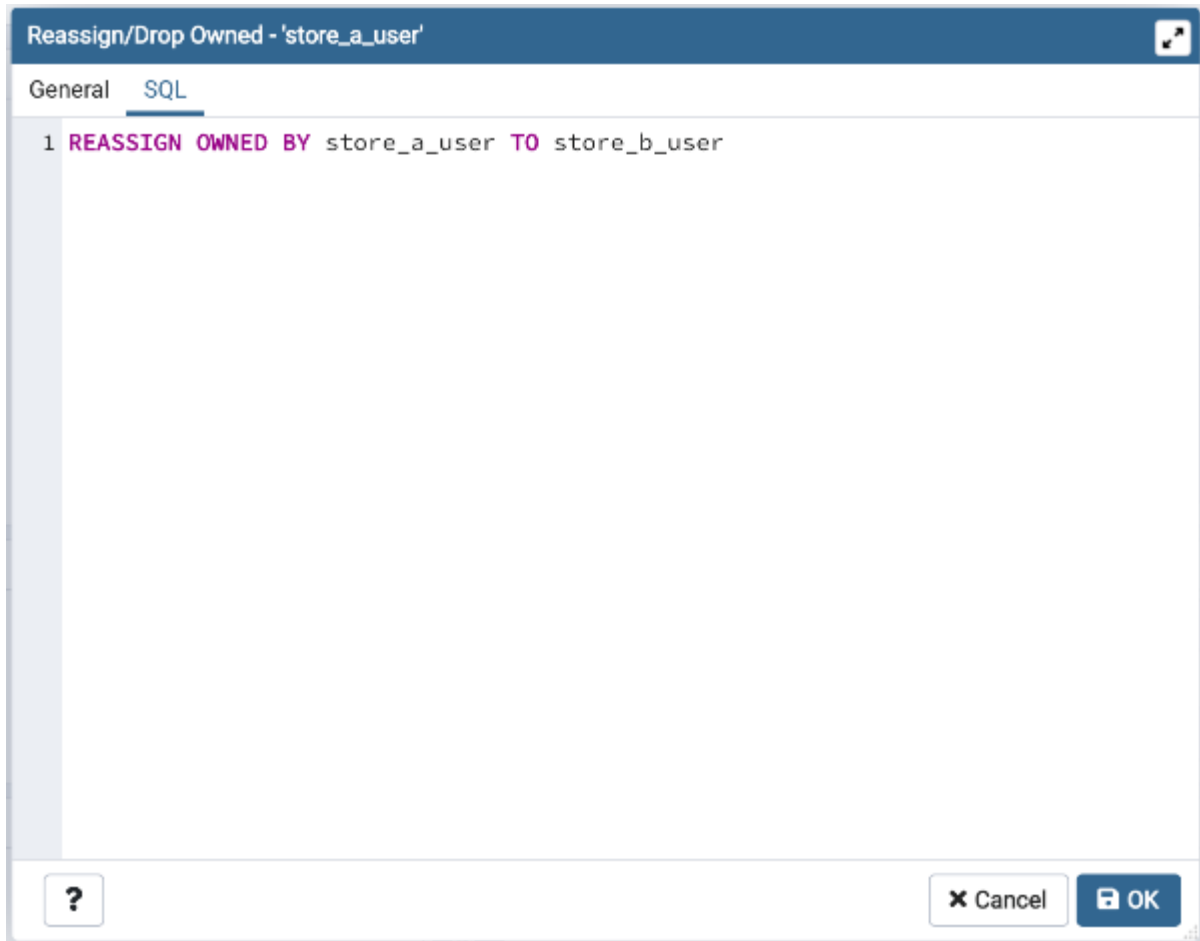 Reassign/Drop Owned - 'store_a_user'
General SQL
1 REASSIGN OWNED BY store_a_user TO store_b_user
? Cancel OK